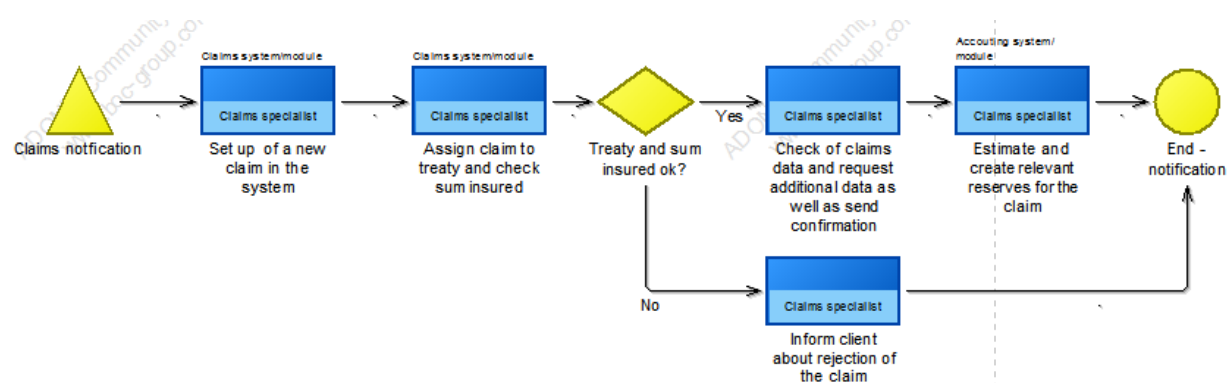 Claims system/module
Claims system/module
Accouting system/
module
Claims specialist
Claims specialist
Claims specialist
Claims specialist
Yes
Claims notfication
Set up of a new
claim in the
system
Assign claim to
treaty and check
sum insured
Treaty and sum
insured ok?
Check of claims
data and request
additional data as
well as send
confirmation
Estimate and
create relevant
reserves for the
claim
End -
notification
No
Claims specialist
Inform client
about rejection of
the claim